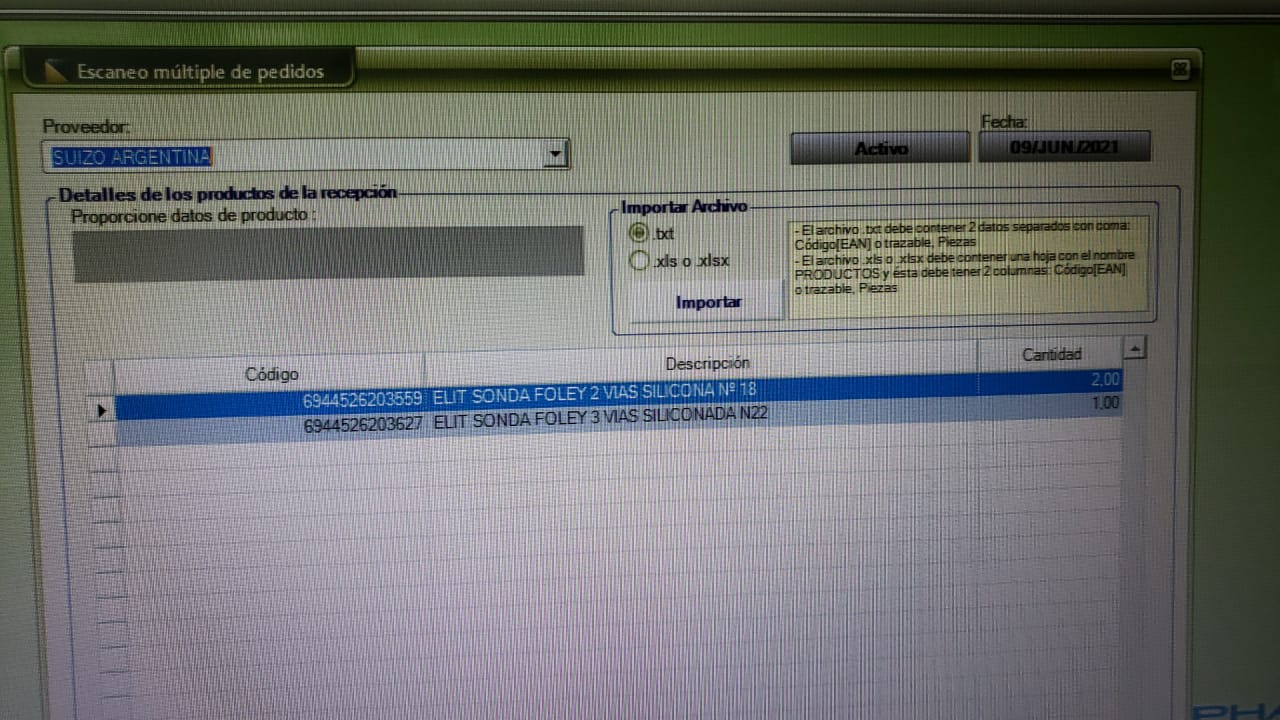 Escaneo múltiple de pedidos
Proveedor:
SUIZO ARGENTINA
Activo
Fecha:
09/JUN./2021
Detalles de los productos de la recepción
Proporcione datos de producto :
Importar Archivo
.txt
.xls o .xlsx
Importar
- El archivo .txt debe contener 2 datos separados con coma:
Código[EAN] o trazable, Piezas
- El archivo .xls o .xlsx debe contener una hoja con el nombre
PRODUCTOS y ésta debe tener 2 columnas: Código[EAN]
o trazable, Piezas
Código Descripción Cantidad
6944526203559 ELIT SONDA FOLEY 2 VIAS SILICONA Nº 18 2,00
6944526203627 ELIT SONDA FOLEY 3 VIAS SILICONADA N22 1,00